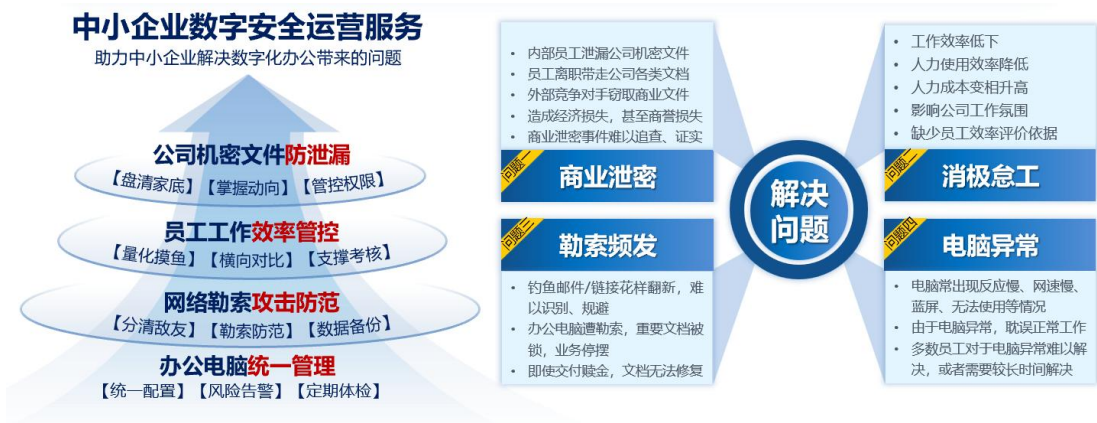 中小企业数字安全运营服务
助力中小企业解决数字化办公带来的问题
公司机密文件防泄漏
【盘清家底】【掌握动向】【管控权限】
员工工作效率管控
【量化摸鱼】【横向对比】【支撑考核】
网络勒索攻击防范
【分清敌友】【勒索防范】【数据备份】
办公电脑统一管理
【统一配置】【风险告警】【定期体检】
• 内部员工泄漏公司机密文件
• 员工离职带走公司各类文档
• 外部竞争对手窃取商业文件
• 造成经济损失，甚至商誉损失
• 商业泄密事件难以追查、证实
问题一
商业泄密
问题三
勒索频发
• 钓鱼邮件/链接花样翻新，难
以识别、规避
• 办公电脑遭勒索，重要文档被
锁，业务停摆
• 即使交付赎金，文档无法修复
解决
问题
• 工作效率低下
• 人力使用效率降低
• 人力成本变相升高
• 影响公司工作氛围
• 缺少员工效率评价依据
问题二
消极怠工
问题四
电脑异常
• 电脑常出现反应慢、网速慢、
蓝屏、无法使用等情况
• 由于电脑异常，耽误正常工作
• 多数员工对于电脑异常难以解
决，或者需要较长时间解决